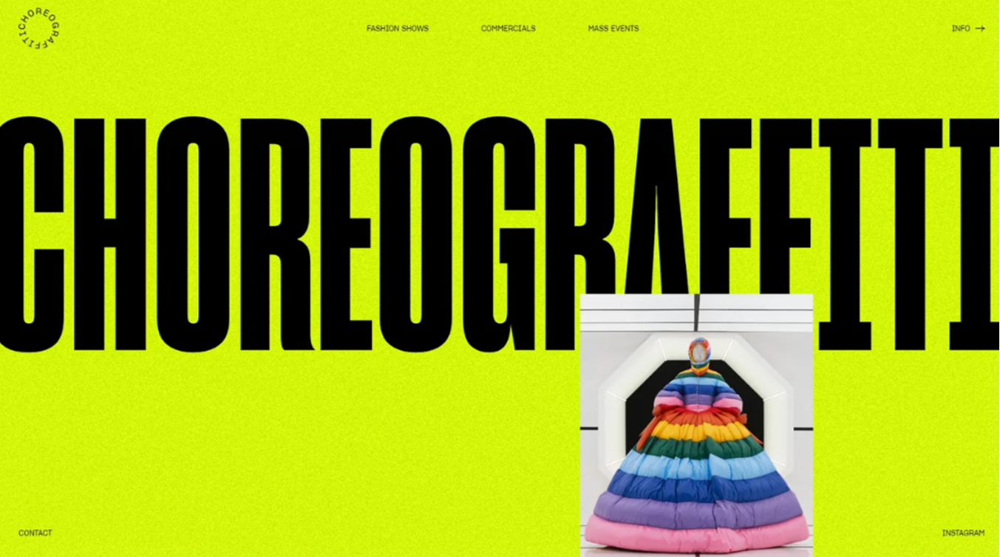 CHOREOGRAFFITI
FASHION SHOWS
COMMERCIALS
MASS EVENTS
INFO →
CHOREOGRAFFITI
CONTACT
INSTAGRAM